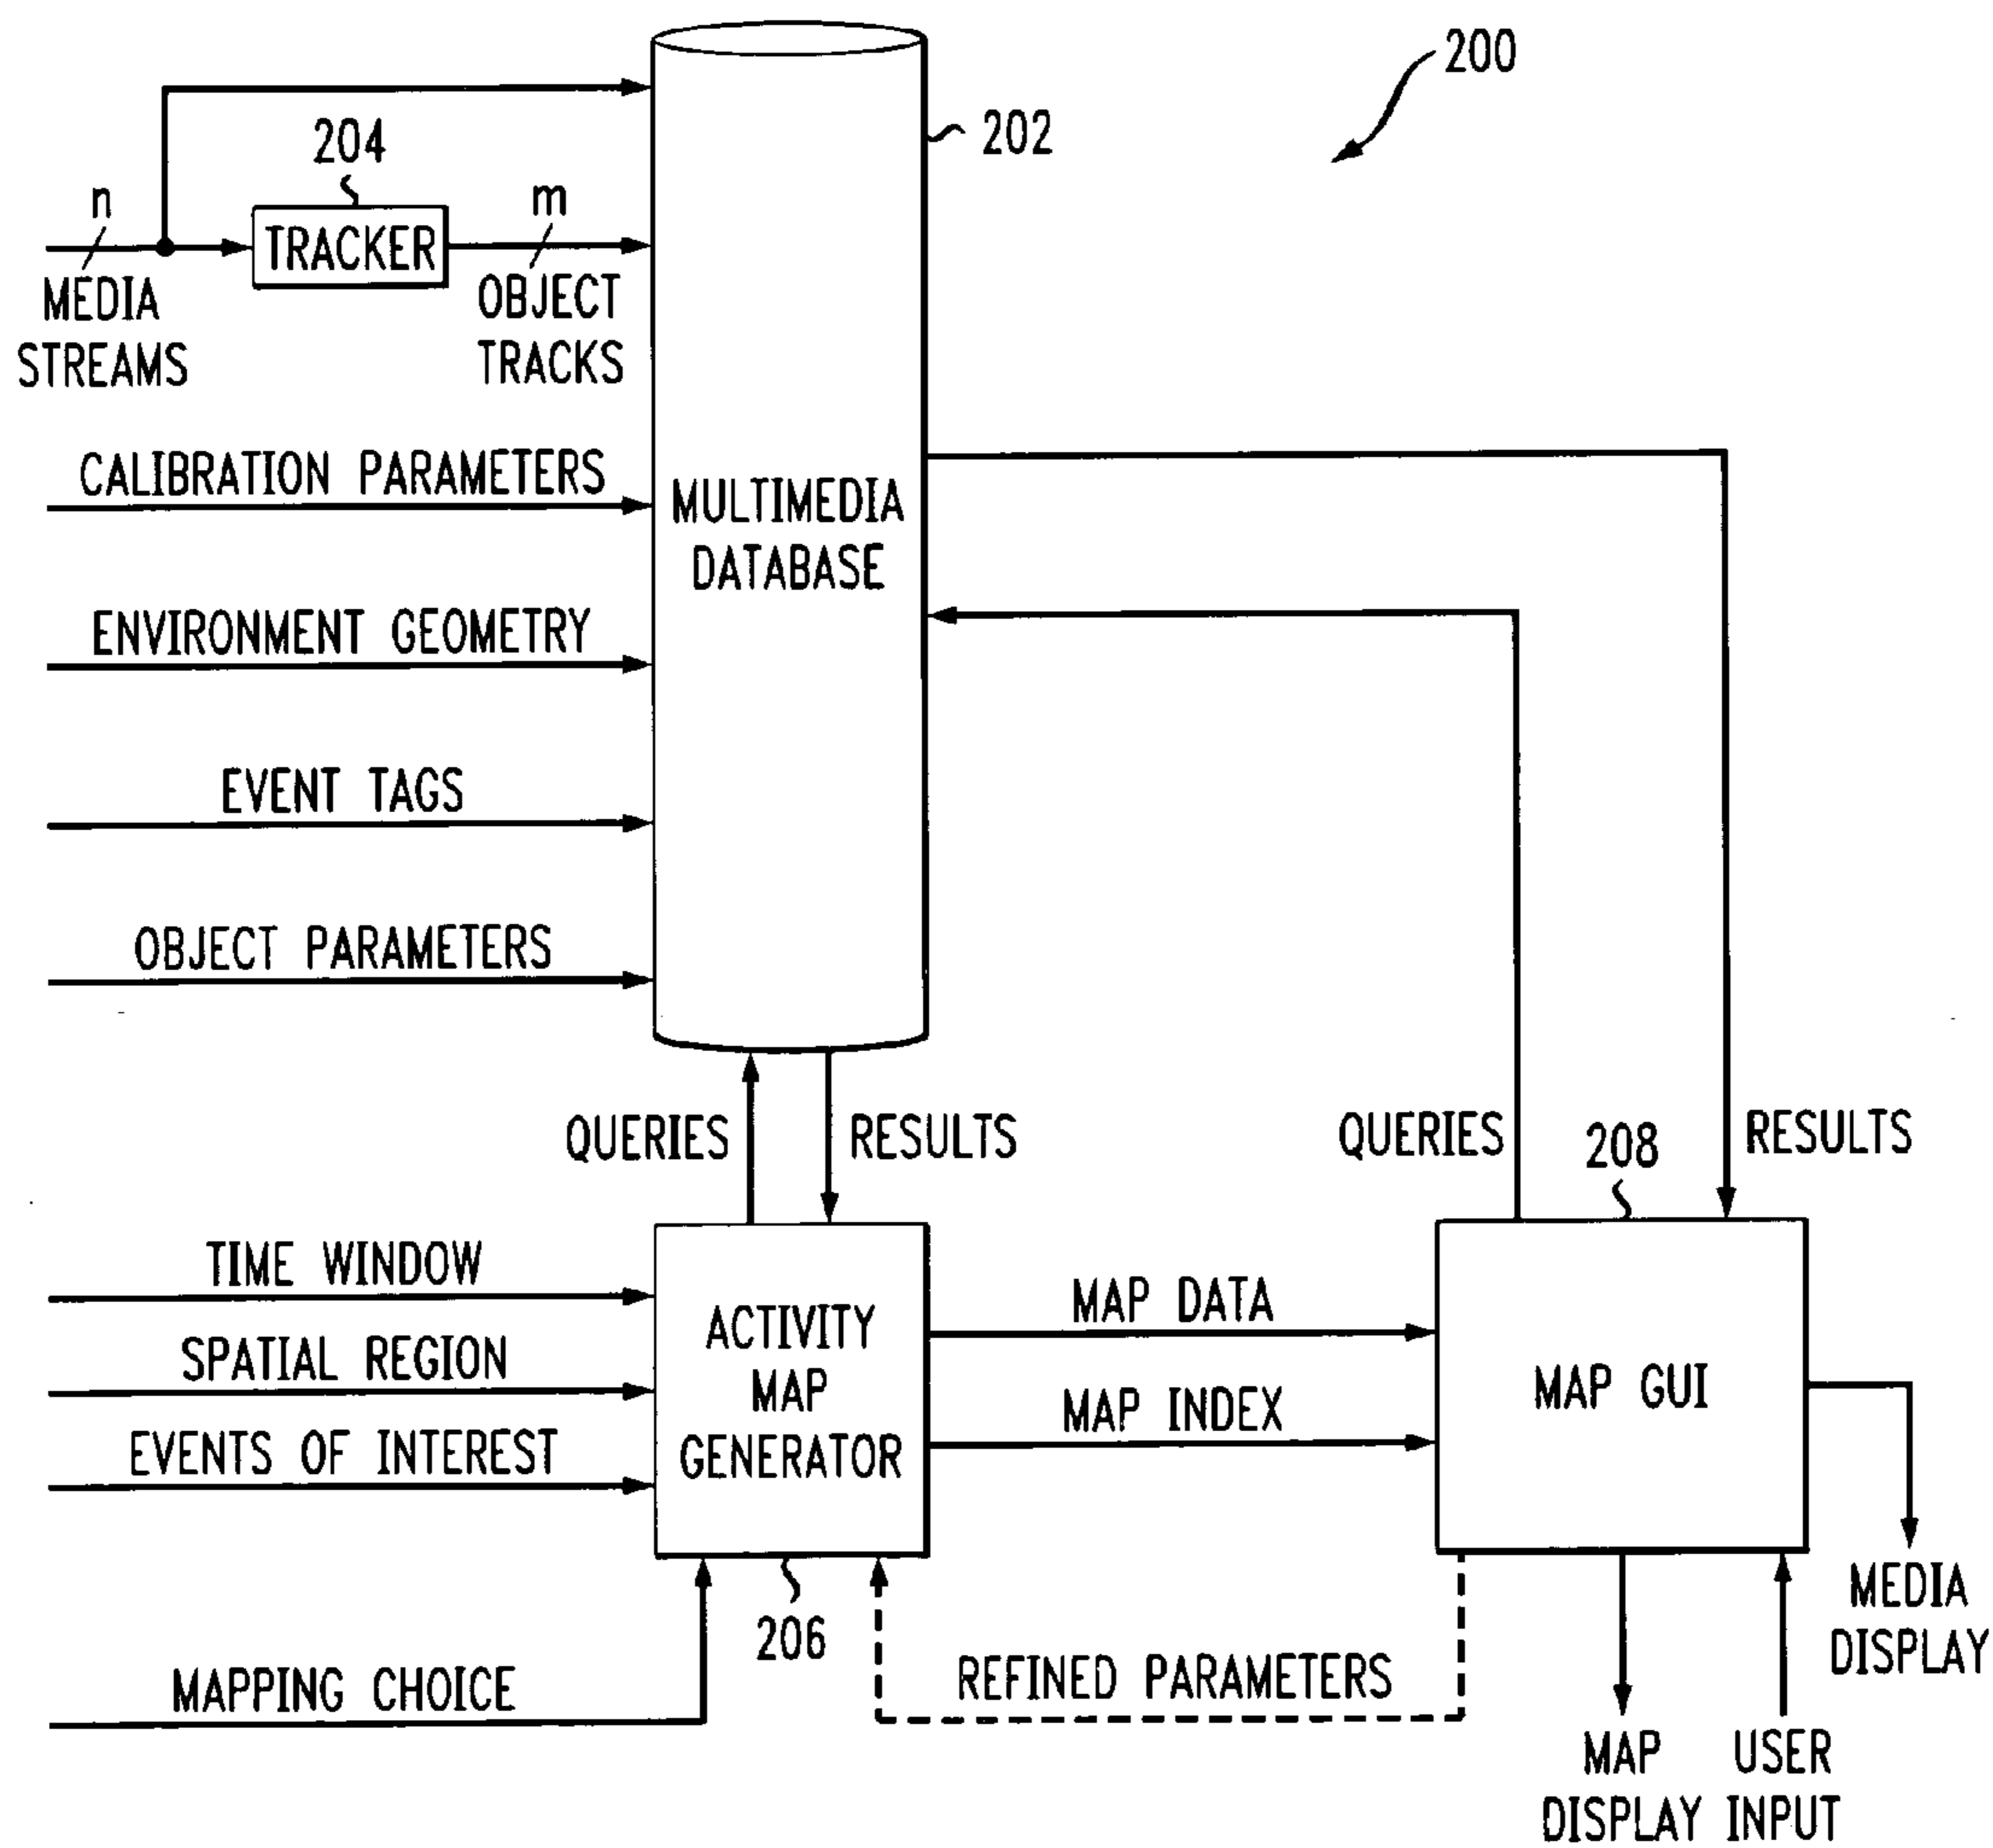 200
202
204
n
m
TRACKER
MEDIA
STREAMS
OBJECT
TRACKS
CALIBRATION PARAMETERS
MULTIMEDIA
DATABASE
ENVIRONMENT GEOMETRY
EVENT TAGS
OBJECT PARAMETERS
QUERIES
RESULTS
QUERIES
208
RESULTS
TIME WINDOW
SPATIAL REGION
EVENTS OF INTEREST
ACTIVITY
MAP
GENERATOR
MAP DATA
MAP INDEX
MAP GUI
MEDIA
DISPLAY
206
MAPPING CHOICE
REFINED PARAMETERS
MAP
DISPLAY
USER
INPUT